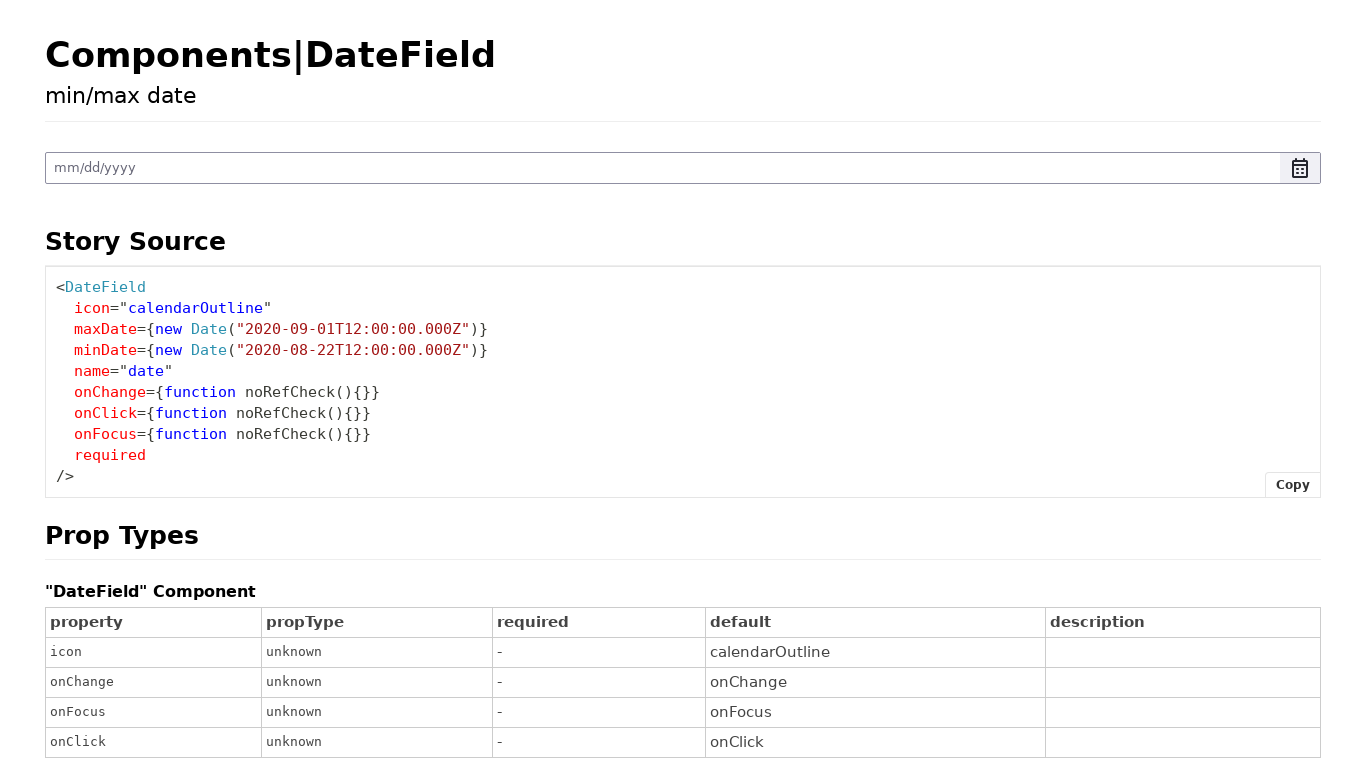 Components|DateField
min/max date
mm/dd/yyyy
Story Source
<DateField
  icon="calendarOutline"
  maxDate={new Date("2020-09-01T12:00:00.000Z")}
  minDate={new Date("2020-08-22T12:00:00.000Z")}
  name="date"
  onChange={function noRefCheck(){}}
  onClick={function noRefCheck(){}}
  onFocus={function noRefCheck(){}}
  required
/>
Copy
Prop Types
"DateField" Component
property propType required default description
icon unknown - calendarOutline
onChange unknown - onChange
onFocus unknown - onFocus
onClick unknown - onClick